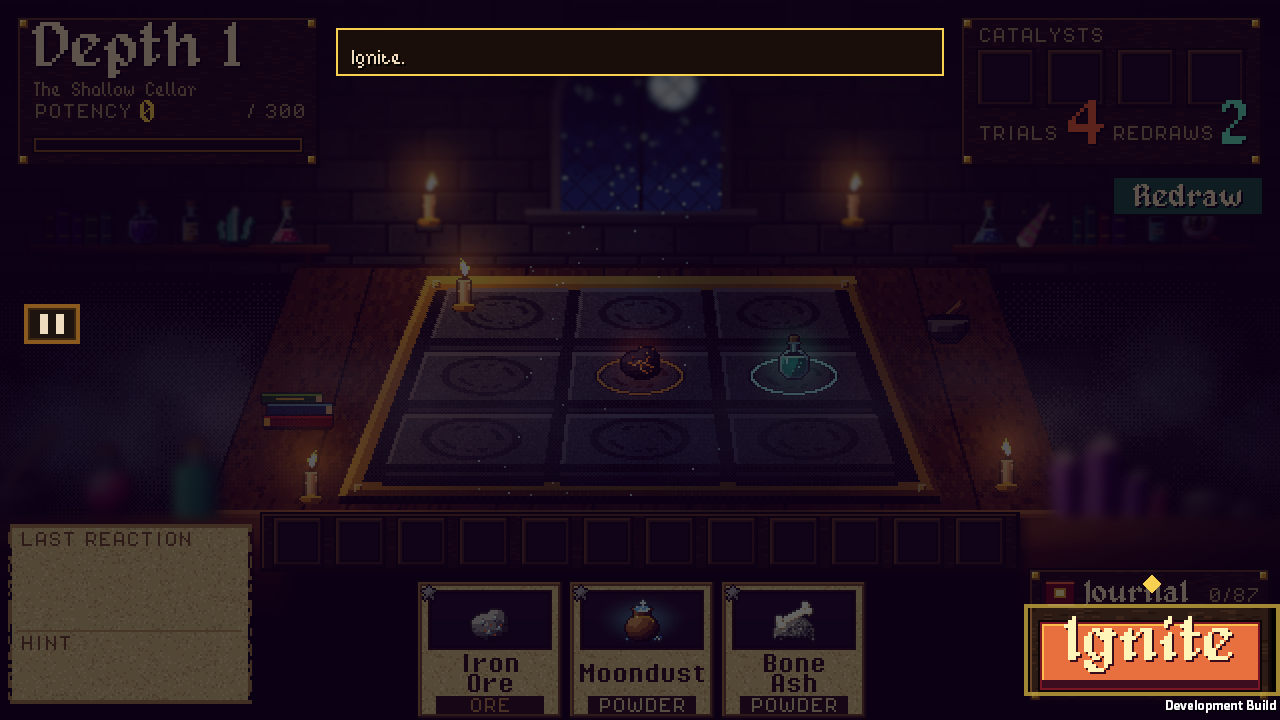 Depth 1
The Shallow Cellar
POTENCY 0 / 300
Ignite.
CATALYSTS
TRIALS 4 REDRAWS 2
Redraw
LAST REACTION
HINT
Iron
Ore
ORE
Moondust
POWDER
Bone
Ash
POWDER
Journal 0/87
Ignite
Development Build